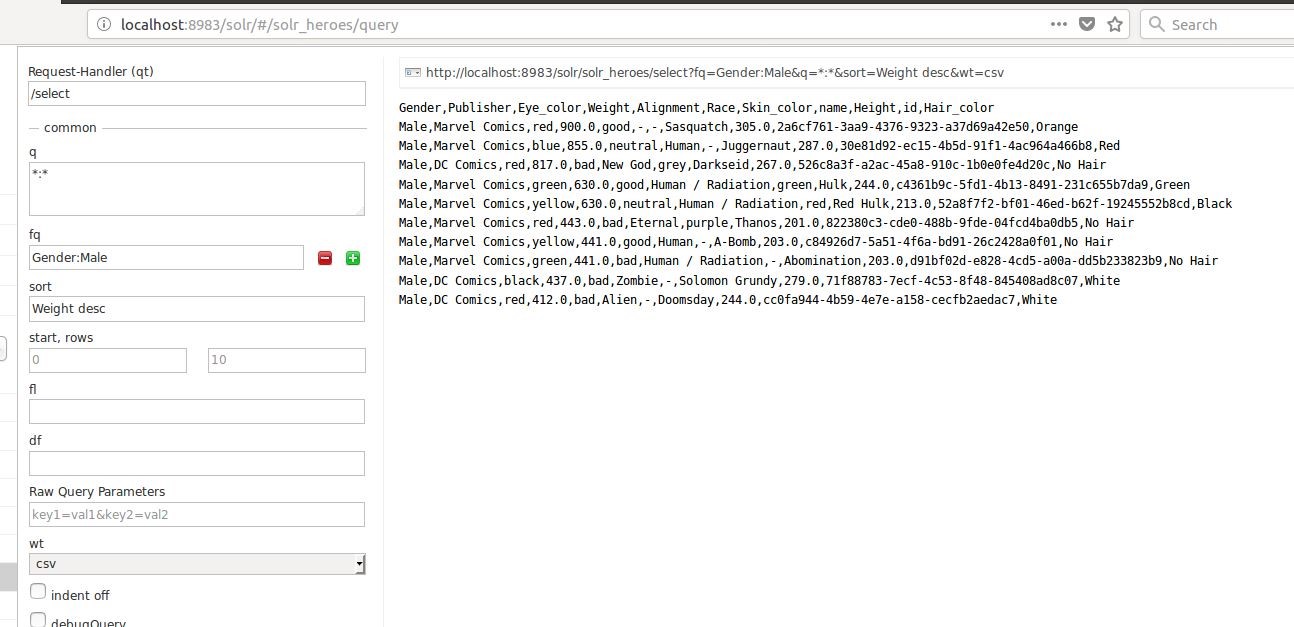 localhost:8983/solr/#/solr_heroes/query
Search
Request-Handler (qt)
/select
common
q
*:*
fq
Gender:Male
sort
Weight desc
start, rows
0
10
fl
df
Raw Query Parameters
key1=val1&key2=val2
wt
csv
indent off
debugQuery
http://localhost:8983/solr/solr_heroes/select?fq=Gender:Male&q=*:*&sort=Weight desc&wt=csv
Gender,Publisher,Eye_color,Weight,Alignment,Race,Skin_color,name,Height,id,Hair_color
Male,Marvel Comics,red,900.0,good,-,-,Sasquatch,305.0,2a6cf761-3aa9-4376-9323-a37d69a42e50,Orange
Male,Marvel Comics,blue,855.0,neutral,Human,-,Juggernaut,287.0,30e81d92-ec15-4b5d-91f1-4ac964a466b8,Red
Male,DC Comics,red,817.0,bad,New God,grey,Darkseid,267.0,526c8a3f-a2ac-45a8-910c-1b0e0fe4d20c,No Hair
Male,Marvel Comics,green,630.0,good,Human / Radiation,green,Hulk,244.0,c4361b9c-5fd1-4b13-8491-231c655b7da9,Green
Male,Marvel Comics,yellow,630.0,neutral,Human / Radiation,red,Red Hulk,213.0,52a8f7f2-bf01-46ed-b62f-19245552b8cd,Black
Male,Marvel Comics,red,443.0,bad,Eternal,purple,Thanos,201.0,822380c3-cde0-488b-9fde-04fcd4ba0db5,No Hair
Male,Marvel Comics,yellow,441.0,good,Human,-,A-Bomb,203.0,c84926d7-5a51-4f6a-bd91-26c2428a0f01,No Hair
Male,Marvel Comics,green,441.0,bad,Human / Radiation,-,Abomination,203.0,d91bf02d-e828-4cd5-a00a-dd5b233823b9,No Hair
Male,DC Comics,black,437.0,bad,Zombie,-,Solomon Grundy,279.0,71f88783-7ecf-4c53-8f48-845408ad8c07,White
Male,DC Comics,red,412.0,bad,Alien,-,Doomsday,244.0,cc0fa944-4b59-4e7e-a158-cecfb2aedac7,White